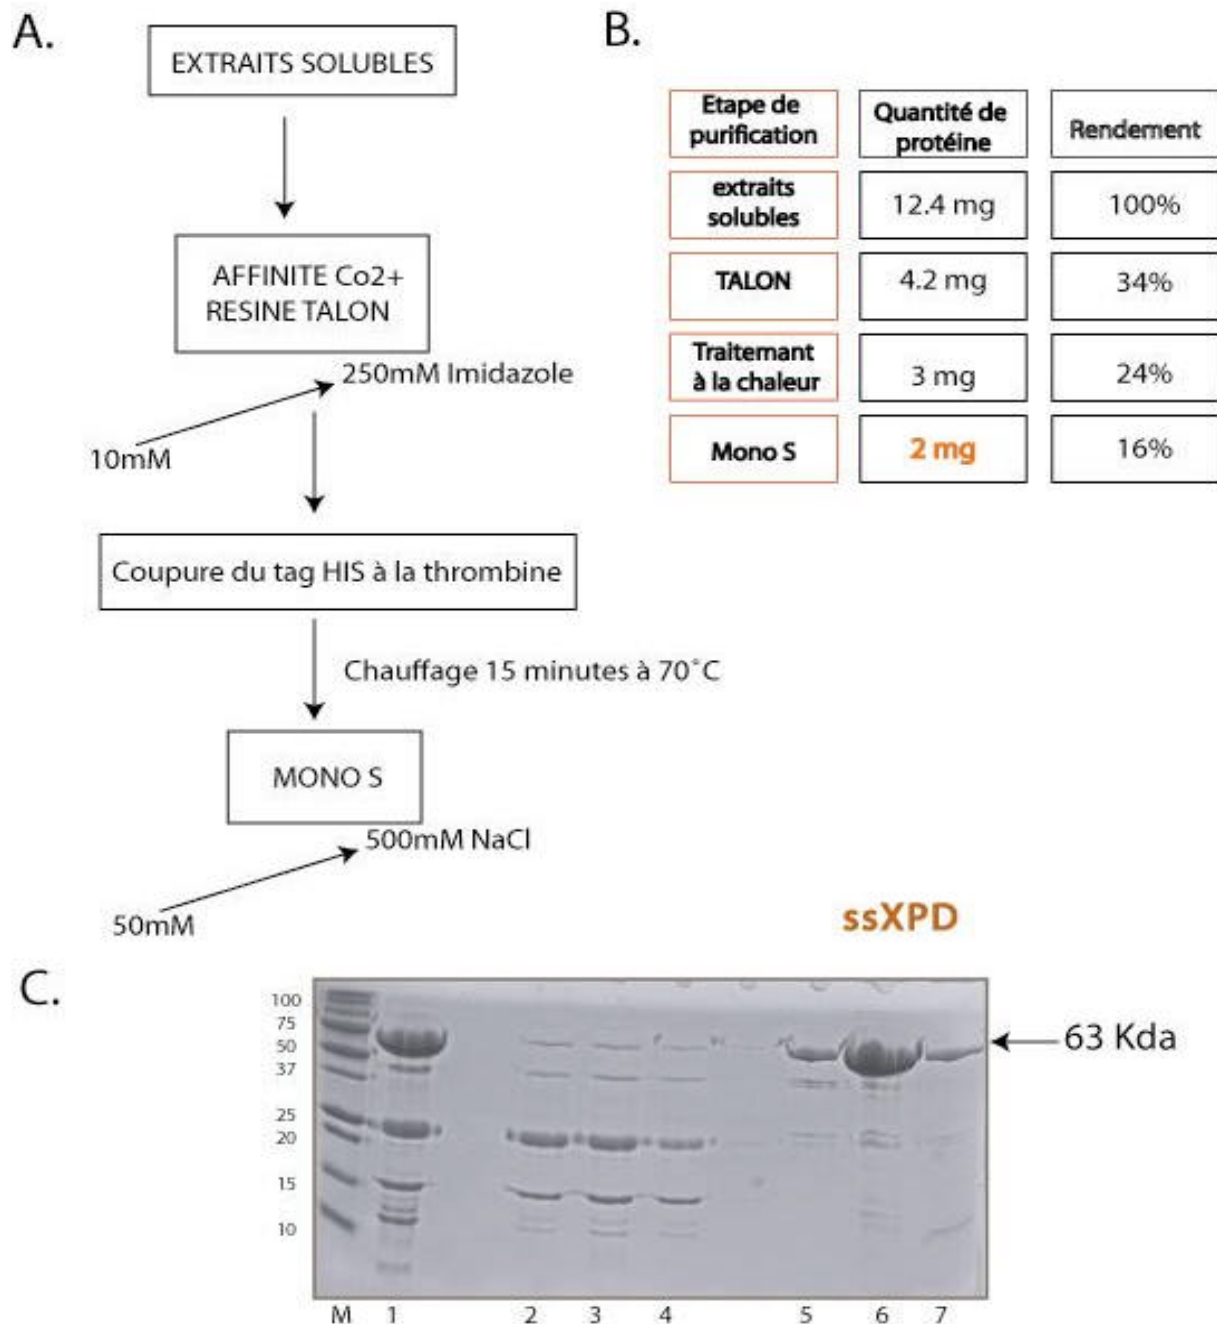 A.
EXTRAITS SOLUBLES
AFFINITE Co2+
RESINE TALON
250mM Imidazole
10mM
Coupure du tag HIS à la thrombine
Chauffage 15 minutes à 70˚C
MONO S
500mM NaCl
50mM
B.
Etape de
purification
Quantité de
protéine
Rendement
extraits
solubles
12.4 mg
100%
TALON
4.2 mg
34%
Traitemant
à la chaleur
3 mg
24%
Mono S
2 mg
16%
ssXPD
C.
100
75
50
37
25
20
15
10
63 Kda
M 1 2 3 4 5 6 7